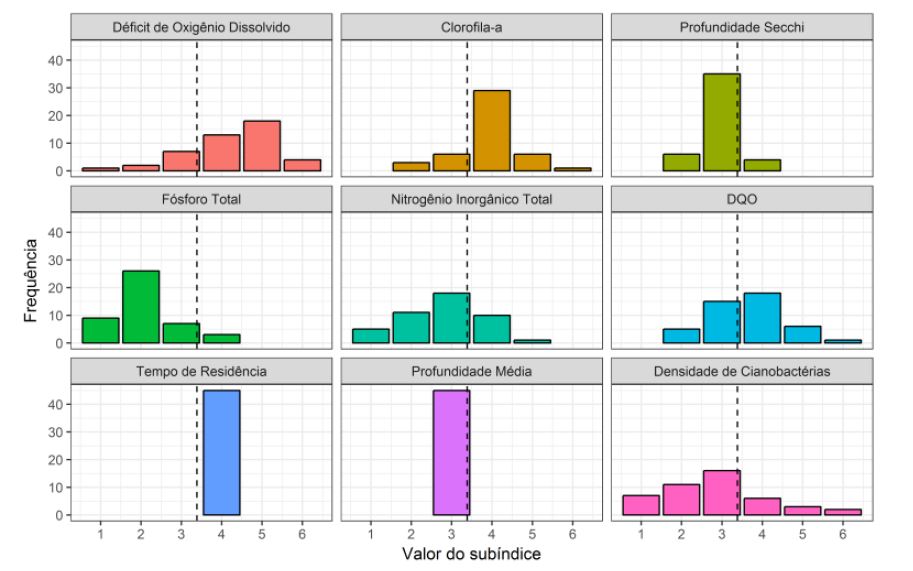 Déficit de Oxigênio Dissolvido Clorofila-a Profundidade Secchi
40
30
20
10
0
Fósforo Total Nitrogênio Inorgânico Total DQO
Frequência
40
30
20
10
0
Tempo de Residência Profundidade Média Densidade de Cianobactérias
40
30
20
10
0
1 2 3 4 5 6 1 2 3 4 5 6 1 2 3 4 5 6
Valor do subíndice